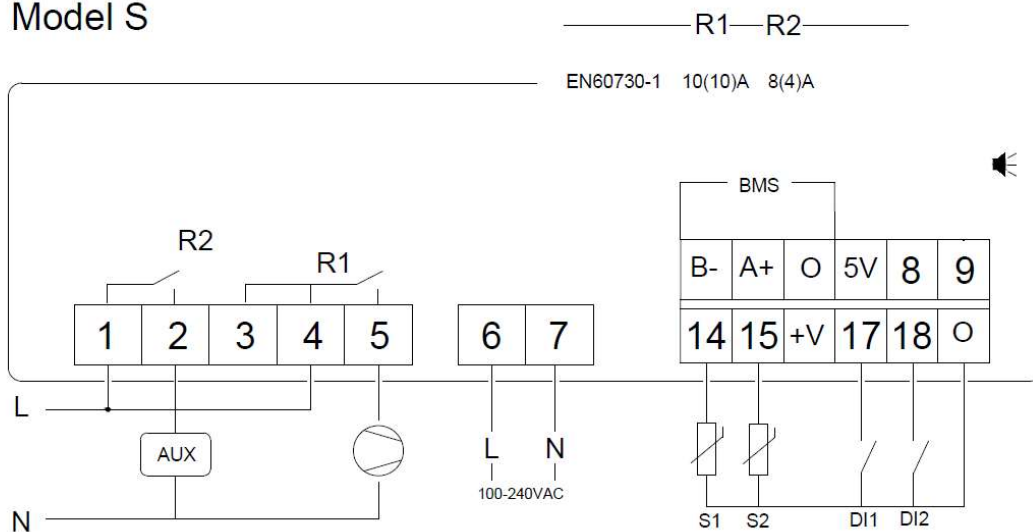 Model S
R1 R2
EN60730-1 10(10)A 8(4)A
BMS
R2
R1
B- A+ O 5V 8 9
1 2 3 4 5 6 7 14 15 +V 17 18 O
L
AUX
L N
100-240VAC
N
S1 S2 DI1 DI2